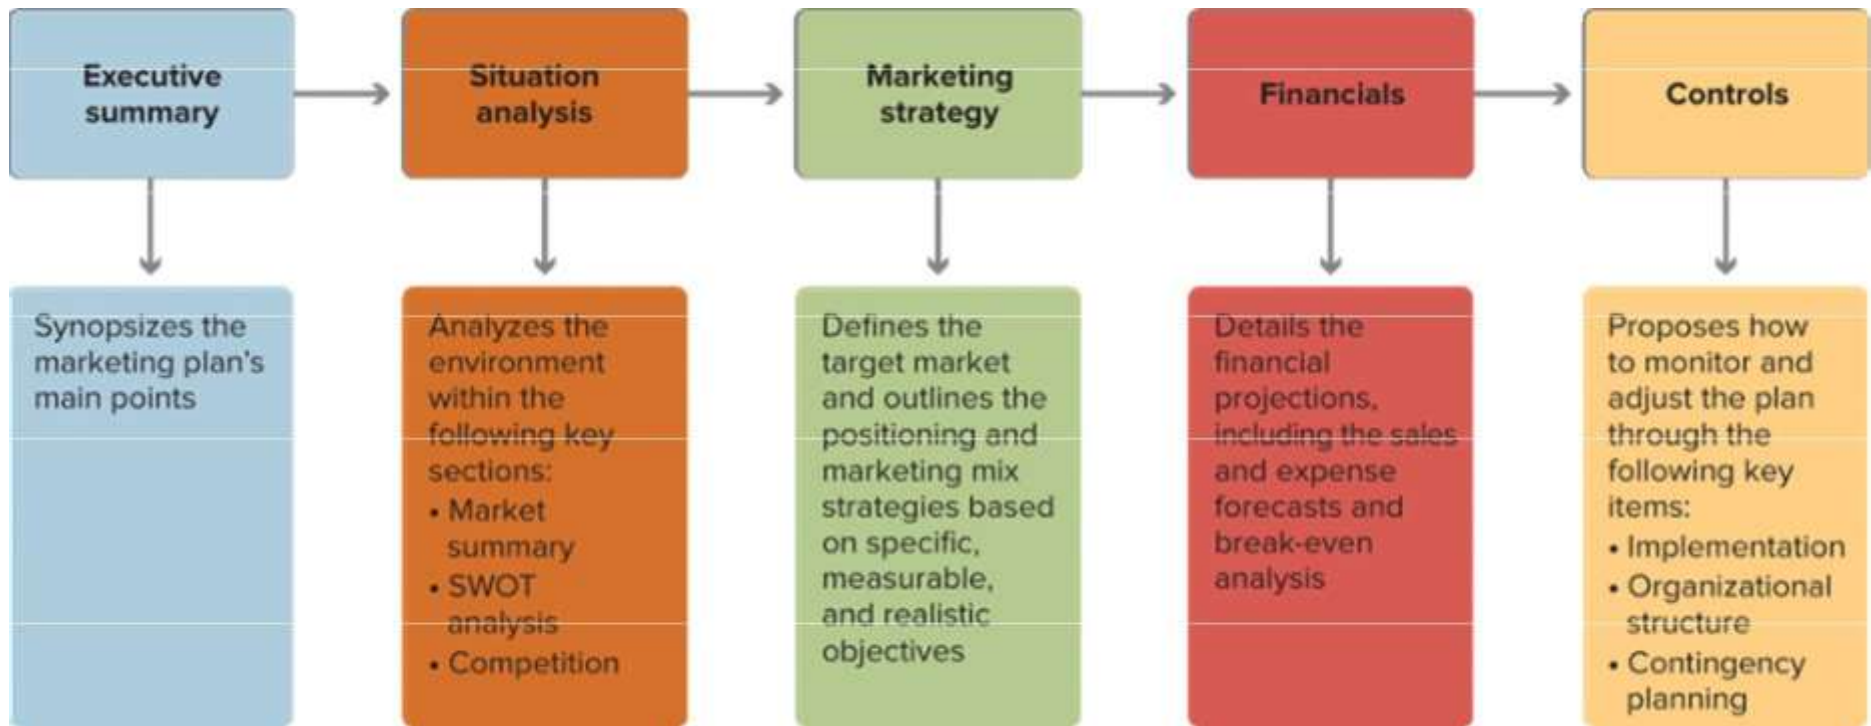 Executive
summary
Situation
analysis
Marketing
strategy
Financials
Controls
Synopsizes the
marketing plan's
main points
Analyzes the
environment
within the
following key
sections:
• Market
summary
• SWOT
analysis
• Competition
Defines the
target market
and outlines the
positioning and
marketing mix
strategies based
on specific,
measurable,
and realistic
objectives
Details the
financial
projections,
including the sales
and expense
forecasts and
break-even
analysis
Proposes how
to monitor and
adjust the plan
through the
following key
items:
• Implementation
• Organizational
structure
• Contingency
planning